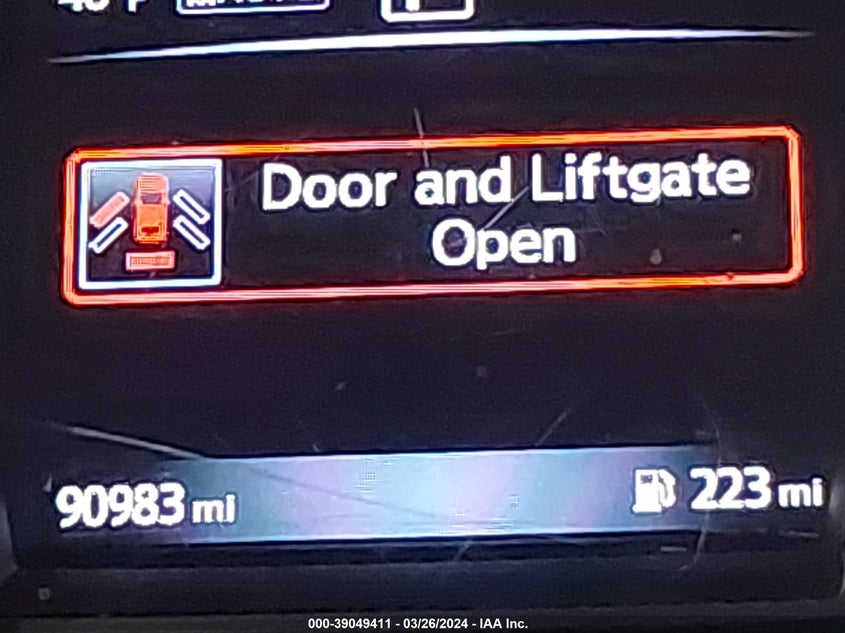 Door and Liftgate
Open
90983 mi
223 mi
000-39049411 - 03/26/2024 - IAA Inc.